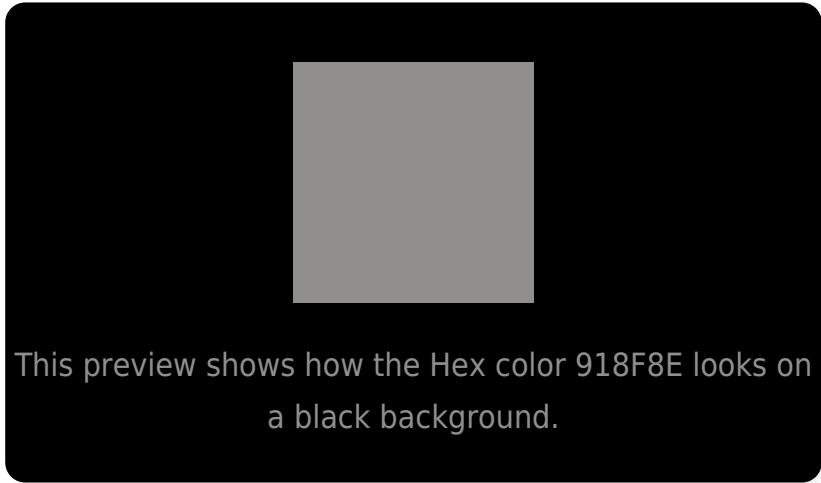 This preview shows how the Hex color 918F8E looks on
a black background.